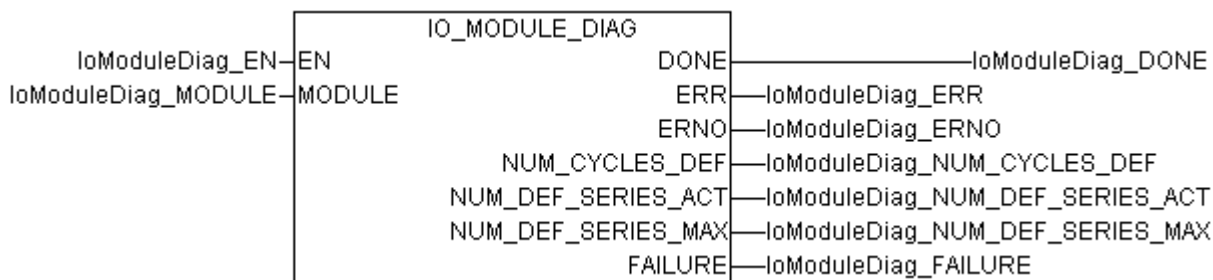 IO_MODULE_DIAG
IoModuleDiag_EN EN DONE IoModuleDiag_DONE
IoModuleDiag_MODULE MODULE ERR IoModuleDiag_ERR
ERNO IoModuleDiag_ERNO
NUM_CYCLES_DEF IoModuleDiag_NUM_CYCLES_DEF
NUM_DEF_SERIES_ACT IoModuleDiag_NUM_DEF_SERIES_ACT
NUM_DEF_SERIES_MAX IoModuleDiag_NUM_DEF_SERIES_MAX
FAILURE IoModuleDiag_FAILURE